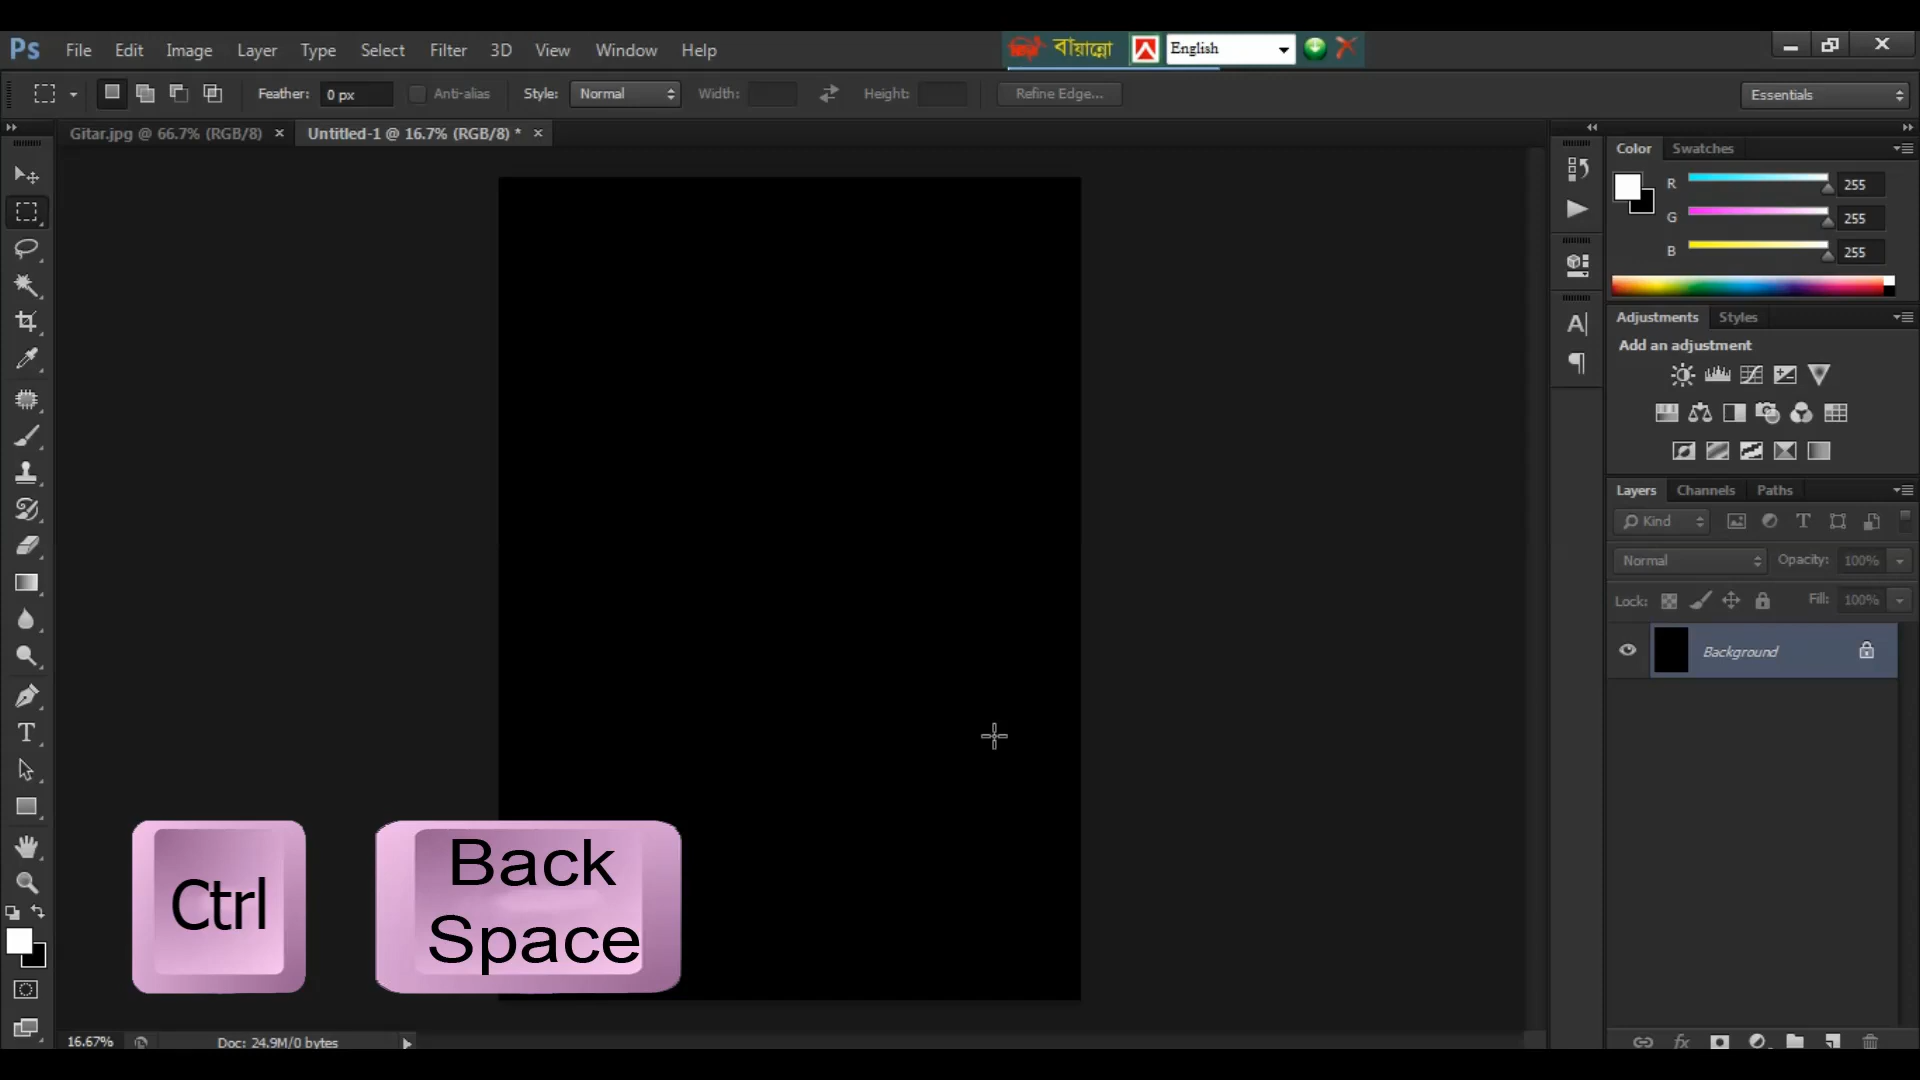 Ps File Edit Image Layer Type Select Filter 3D View Window Help
বায়ান্নো English
Feather: 0 px Anti-alias Style: Normal Width: Height: Refine Edge... Essentials
Gitar.jpg @ 66.7% (RGB/8) × Untitled-1 @ 16.7% (RGB/8) * ×
Color Swatches
R 255
G 255
B 255
Adjustments Styles
Add an adjustment
Layers Channels Paths
Kind
Normal Opacity: 100%
Lock: Fill: 100%
Background
Ctrl
Back
Space
16.67% Doc: 24.9M/0 bytes